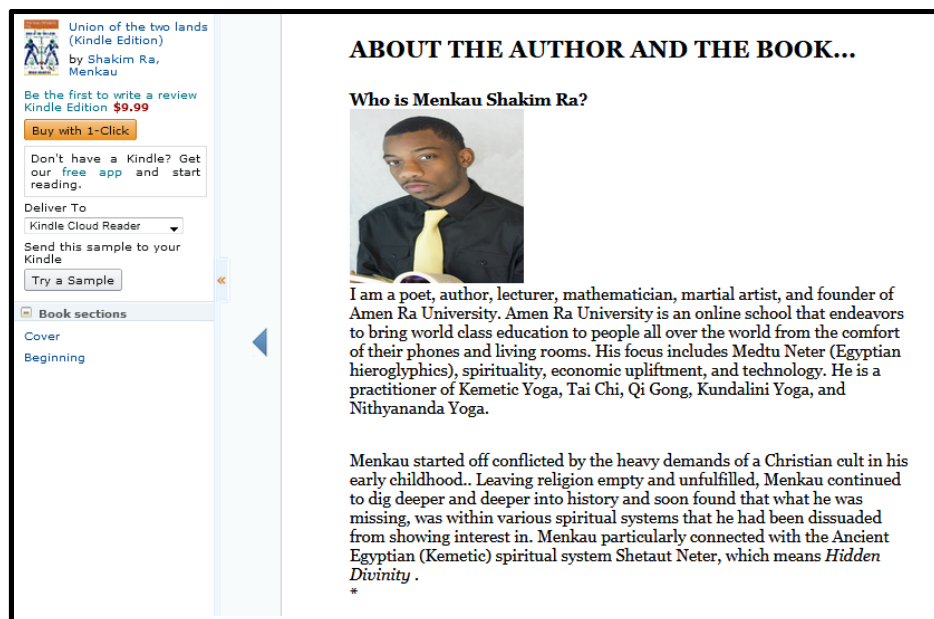 Union of the two lands
(Kindle Edition)
by Shakim Ra,
Menkau
Be the first to write a review
Kindle Edition $9.99
Buy with 1-Click
Don't have a Kindle? Get
our free app and start
reading.
Deliver To
Kindle Cloud Reader
Send this sample to your
Kindle
Try a Sample
«
Book sections
Cover
Beginning
ABOUT THE AUTHOR AND THE BOOK...
Who is Menkau Shakim Ra?
I am a poet, author, lecturer, mathematician, martial artist, and founder of
Amen Ra University. Amen Ra University is an online school that endeavors
to bring world class education to people all over the world from the comfort
of their phones and living rooms. His focus includes Medtu Neter (Egyptian
hieroglyphics), spirituality, economic upliftment, and technology. He is a
practitioner of Kemetic Yoga, Tai Chi, Qi Gong, Kundalini Yoga, and
Nithyananda Yoga.
Menkau started off conflicted by the heavy demands of a Christian cult in his
early childhood.. Leaving religion empty and unfulfilled, Menkau continued
to dig deeper and deeper into history and soon found that what he was
missing, was within various spiritual systems that he had been dissuaded
from showing interest in. Menkau particularly connected with the Ancient
Egyptian (Kemetic) spiritual system Shetaut Neter, which means Hidden
Divinity .
*